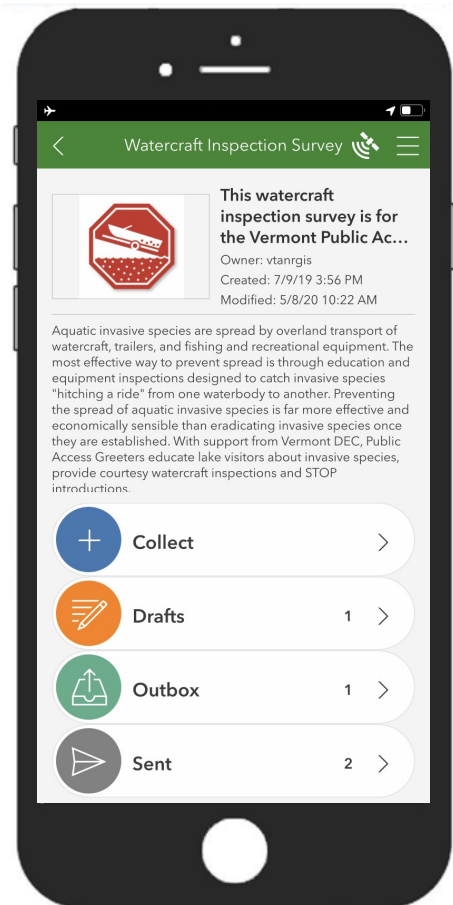 Watercraft Inspection Survey
This watercraft
inspection survey is for
the Vermont Public Ac...
Owner: vtanrgis
Created: 7/9/19 3:56 PM
Modified: 5/8/20 10:22 AM
Aquatic invasive species are spread by overland transport of
watercraft, trailers, and fishing and recreational equipment. The
most effective way to prevent spread is through education and
equipment inspections designed to catch invasive species
"hitching a ride" from one waterbody to another. Preventing
the spread of aquatic invasive species is far more effective and
economically sensible than eradicating invasive species once
they are established. With support from Vermont DEC, Public
Access Greeters educate lake visitors about invasive species,
provide courtesy watercraft inspections and STOP
introductions.
Collect
Drafts 1
Outbox 1
Sent 2